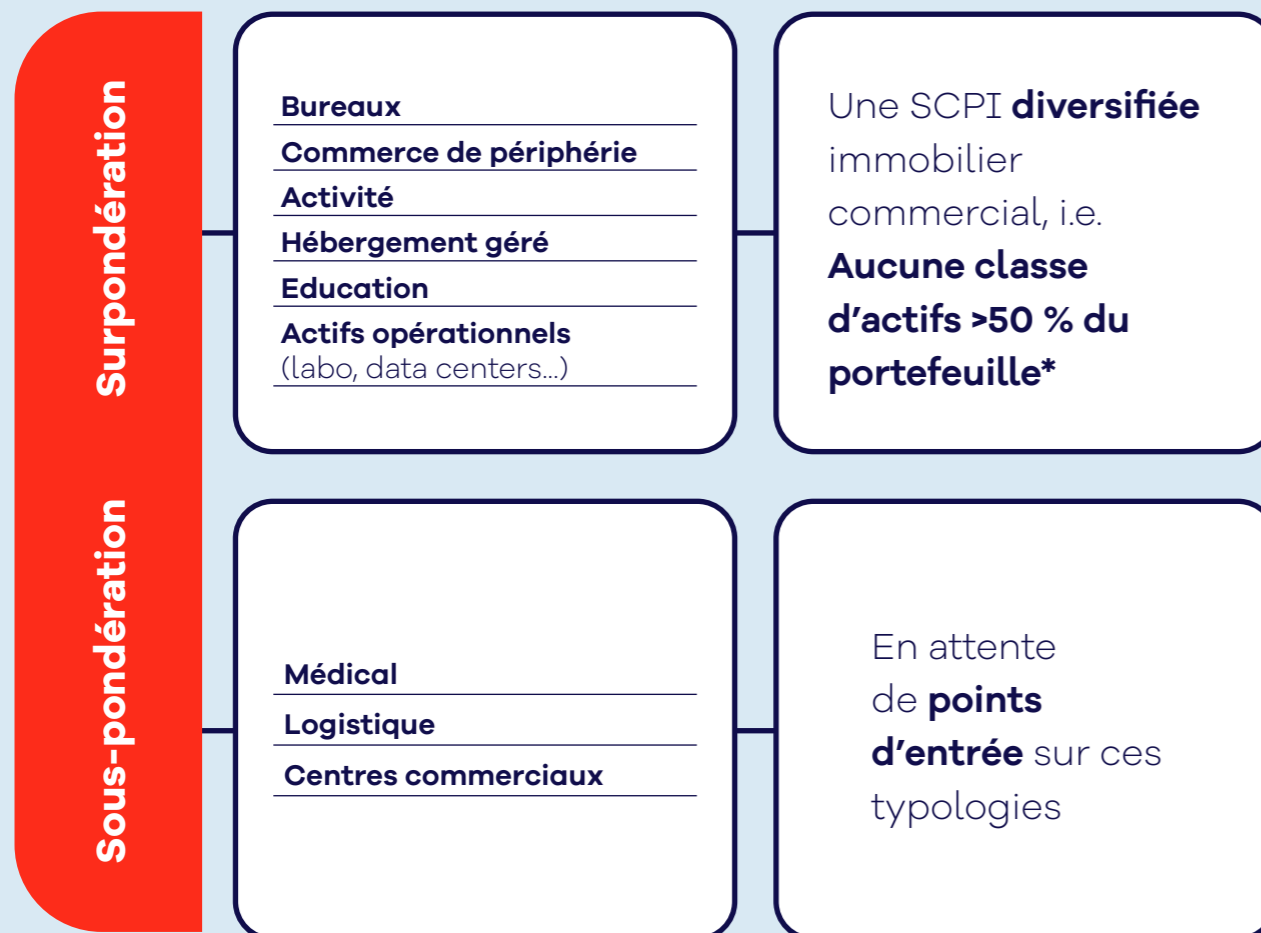 Surpondération
Bureaux
Commerce de périphérie
Activité
Hébergement géré
Education
Actifs opérationnels
(labo, data centers...)
Une SCPI diversifiée
immobilier
commercial, i.e.
Aucune classe
d’actifs >50 % du
portefeuille*
Sous-pondération
Médical
Logistique
Centres commerciaux
En attente
de points
d’entrée sur ces
typologies